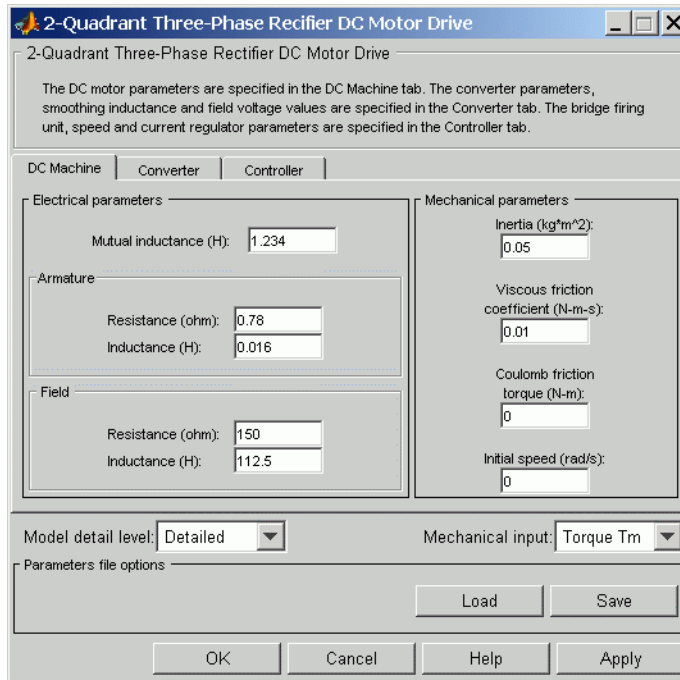 2-Quadrant Three-Phase Recifier DC Motor Drive
2-Quadrant Three-Phase Rectifier DC Motor Drive
The DC motor parameters are specified in the DC Machine tab. The converter parameters,
smoothing inductance and field voltage values are specified in the Converter tab. The bridge firing
unit, speed and current regulator parameters are specified in the Controller tab.
DC Machine Converter Controller
Electrical parameters
Mutual inductance (H): 1.234
Armature
Resistance (ohm): 0.78
Inductance (H): 0.016
Field
Resistance (ohm): 150
Inductance (H): 112.5
Mechanical parameters
Inertia (kg*m^2):
0.05
Viscous friction
coefficient (N-m-s):
0.01
Coulomb friction
torque (N-m):
0
Initial speed (rad/s):
0
Model detail level: Detailed
Mechanical input: Torque Tm
Parameters file options
Load Save
OK Cancel Help Apply